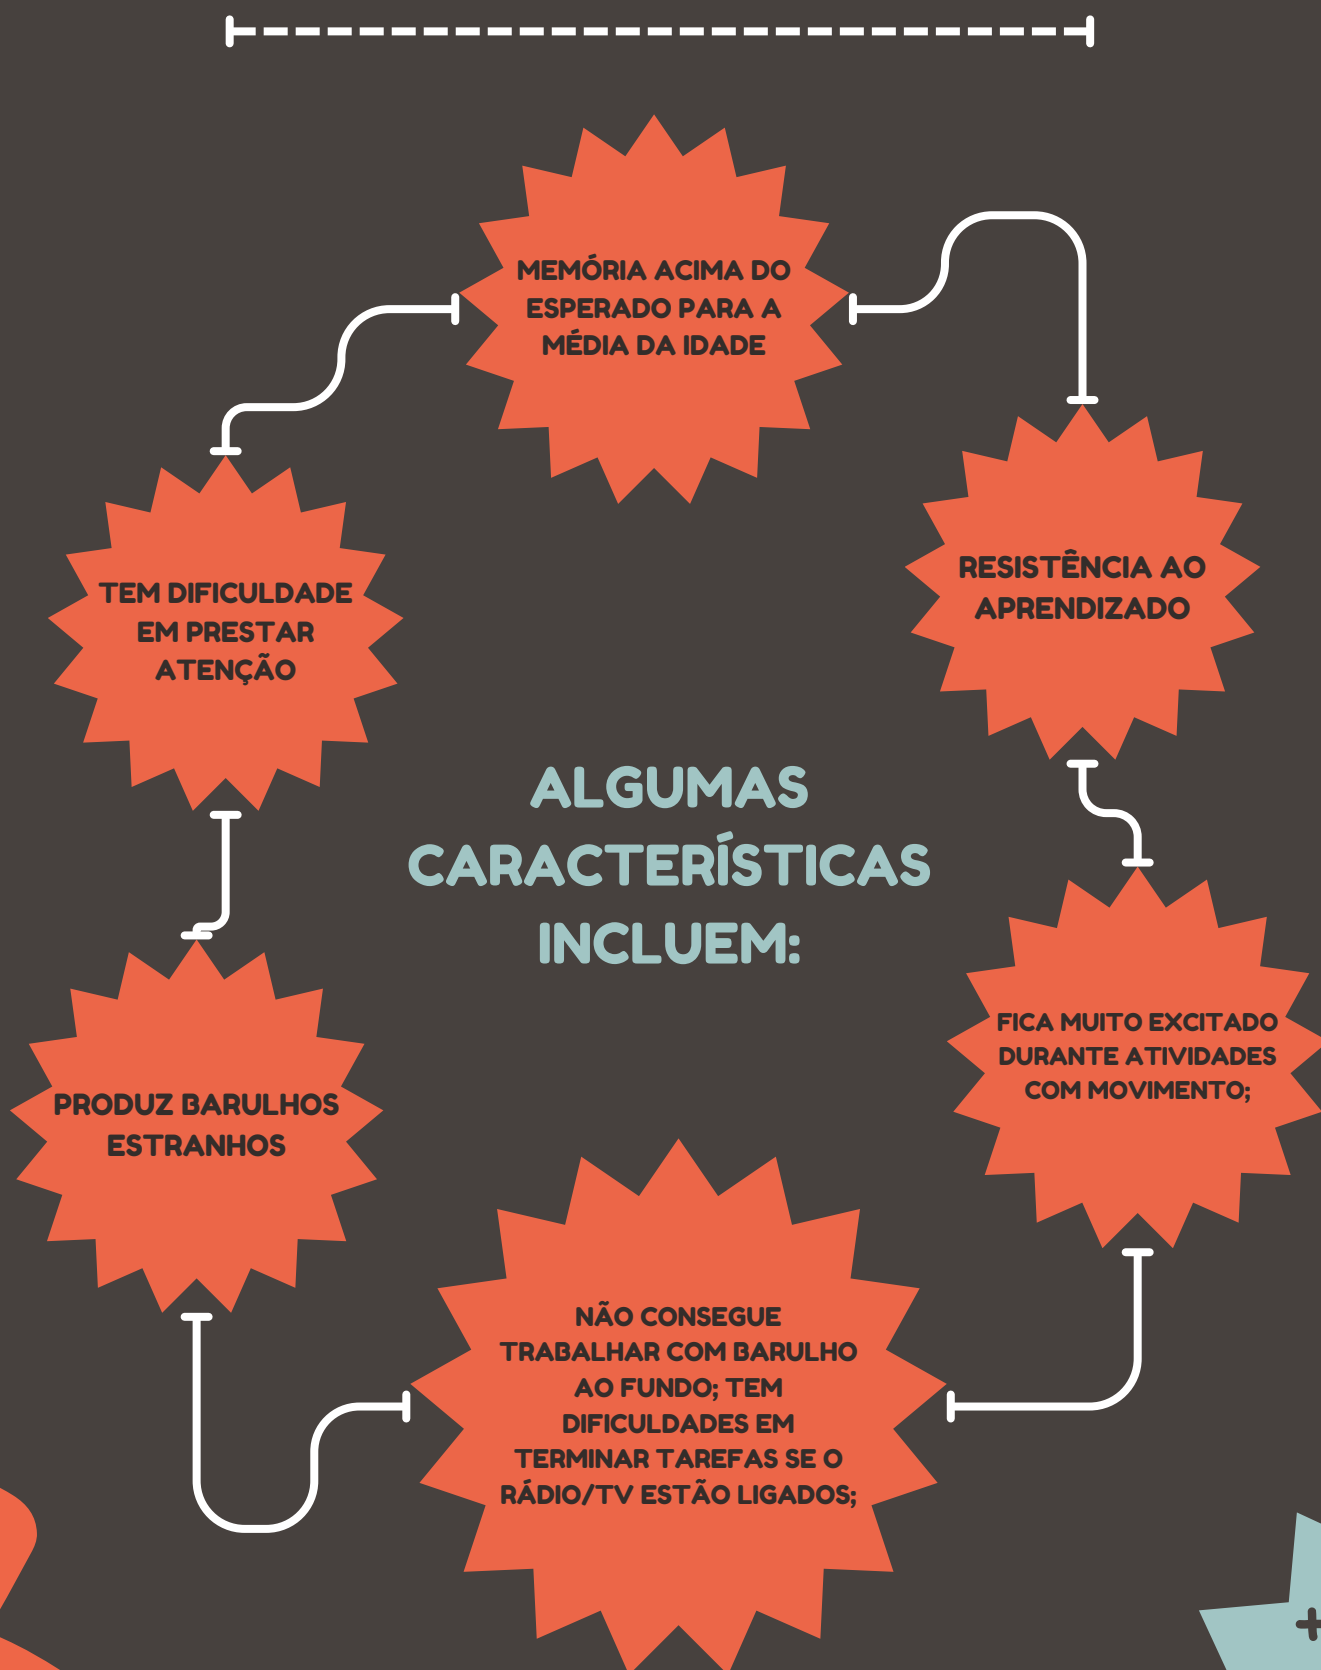 MEMÓRIA ACIMA DO
ESPERADO PARA A
MÉDIA DA IDADE
RESISTÊNCIA AO
APRENDIZADO
TEM DIFICULDADE
EM PRESTAR
ATENÇÃO
ALGUMAS
CARACTERÍSTICAS
INCLUEM:
FICA MUITO EXCITADO
DURANTE ATIVIDADES
COM MOVIMENTO;
PRODUZ BARULHOS
ESTRANHOS
NÃO CONSEGUE
TRABALHAR COM BARULHO
AO FUNDO; TEM
DIFICULDADES EM
TERMINAR TAREFAS SE O
RÁDIO/TV ESTÃO LIGADOS;